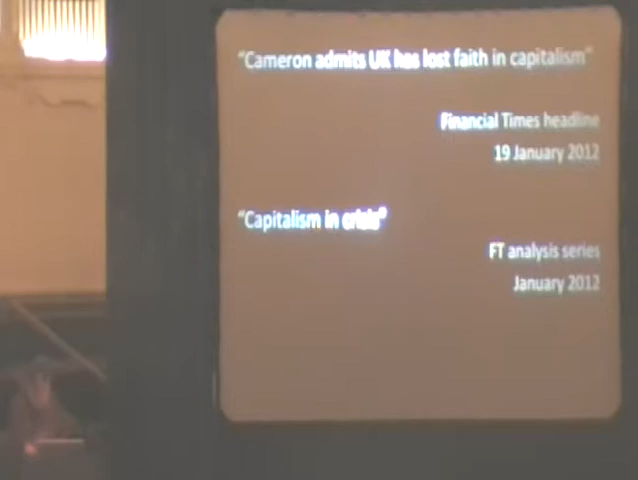 “Cameron admits UK has lost faith in capitalism”
Financial Times headline
19 January 2012
“Capitalism in crisis”
FT analysis series
January 2012